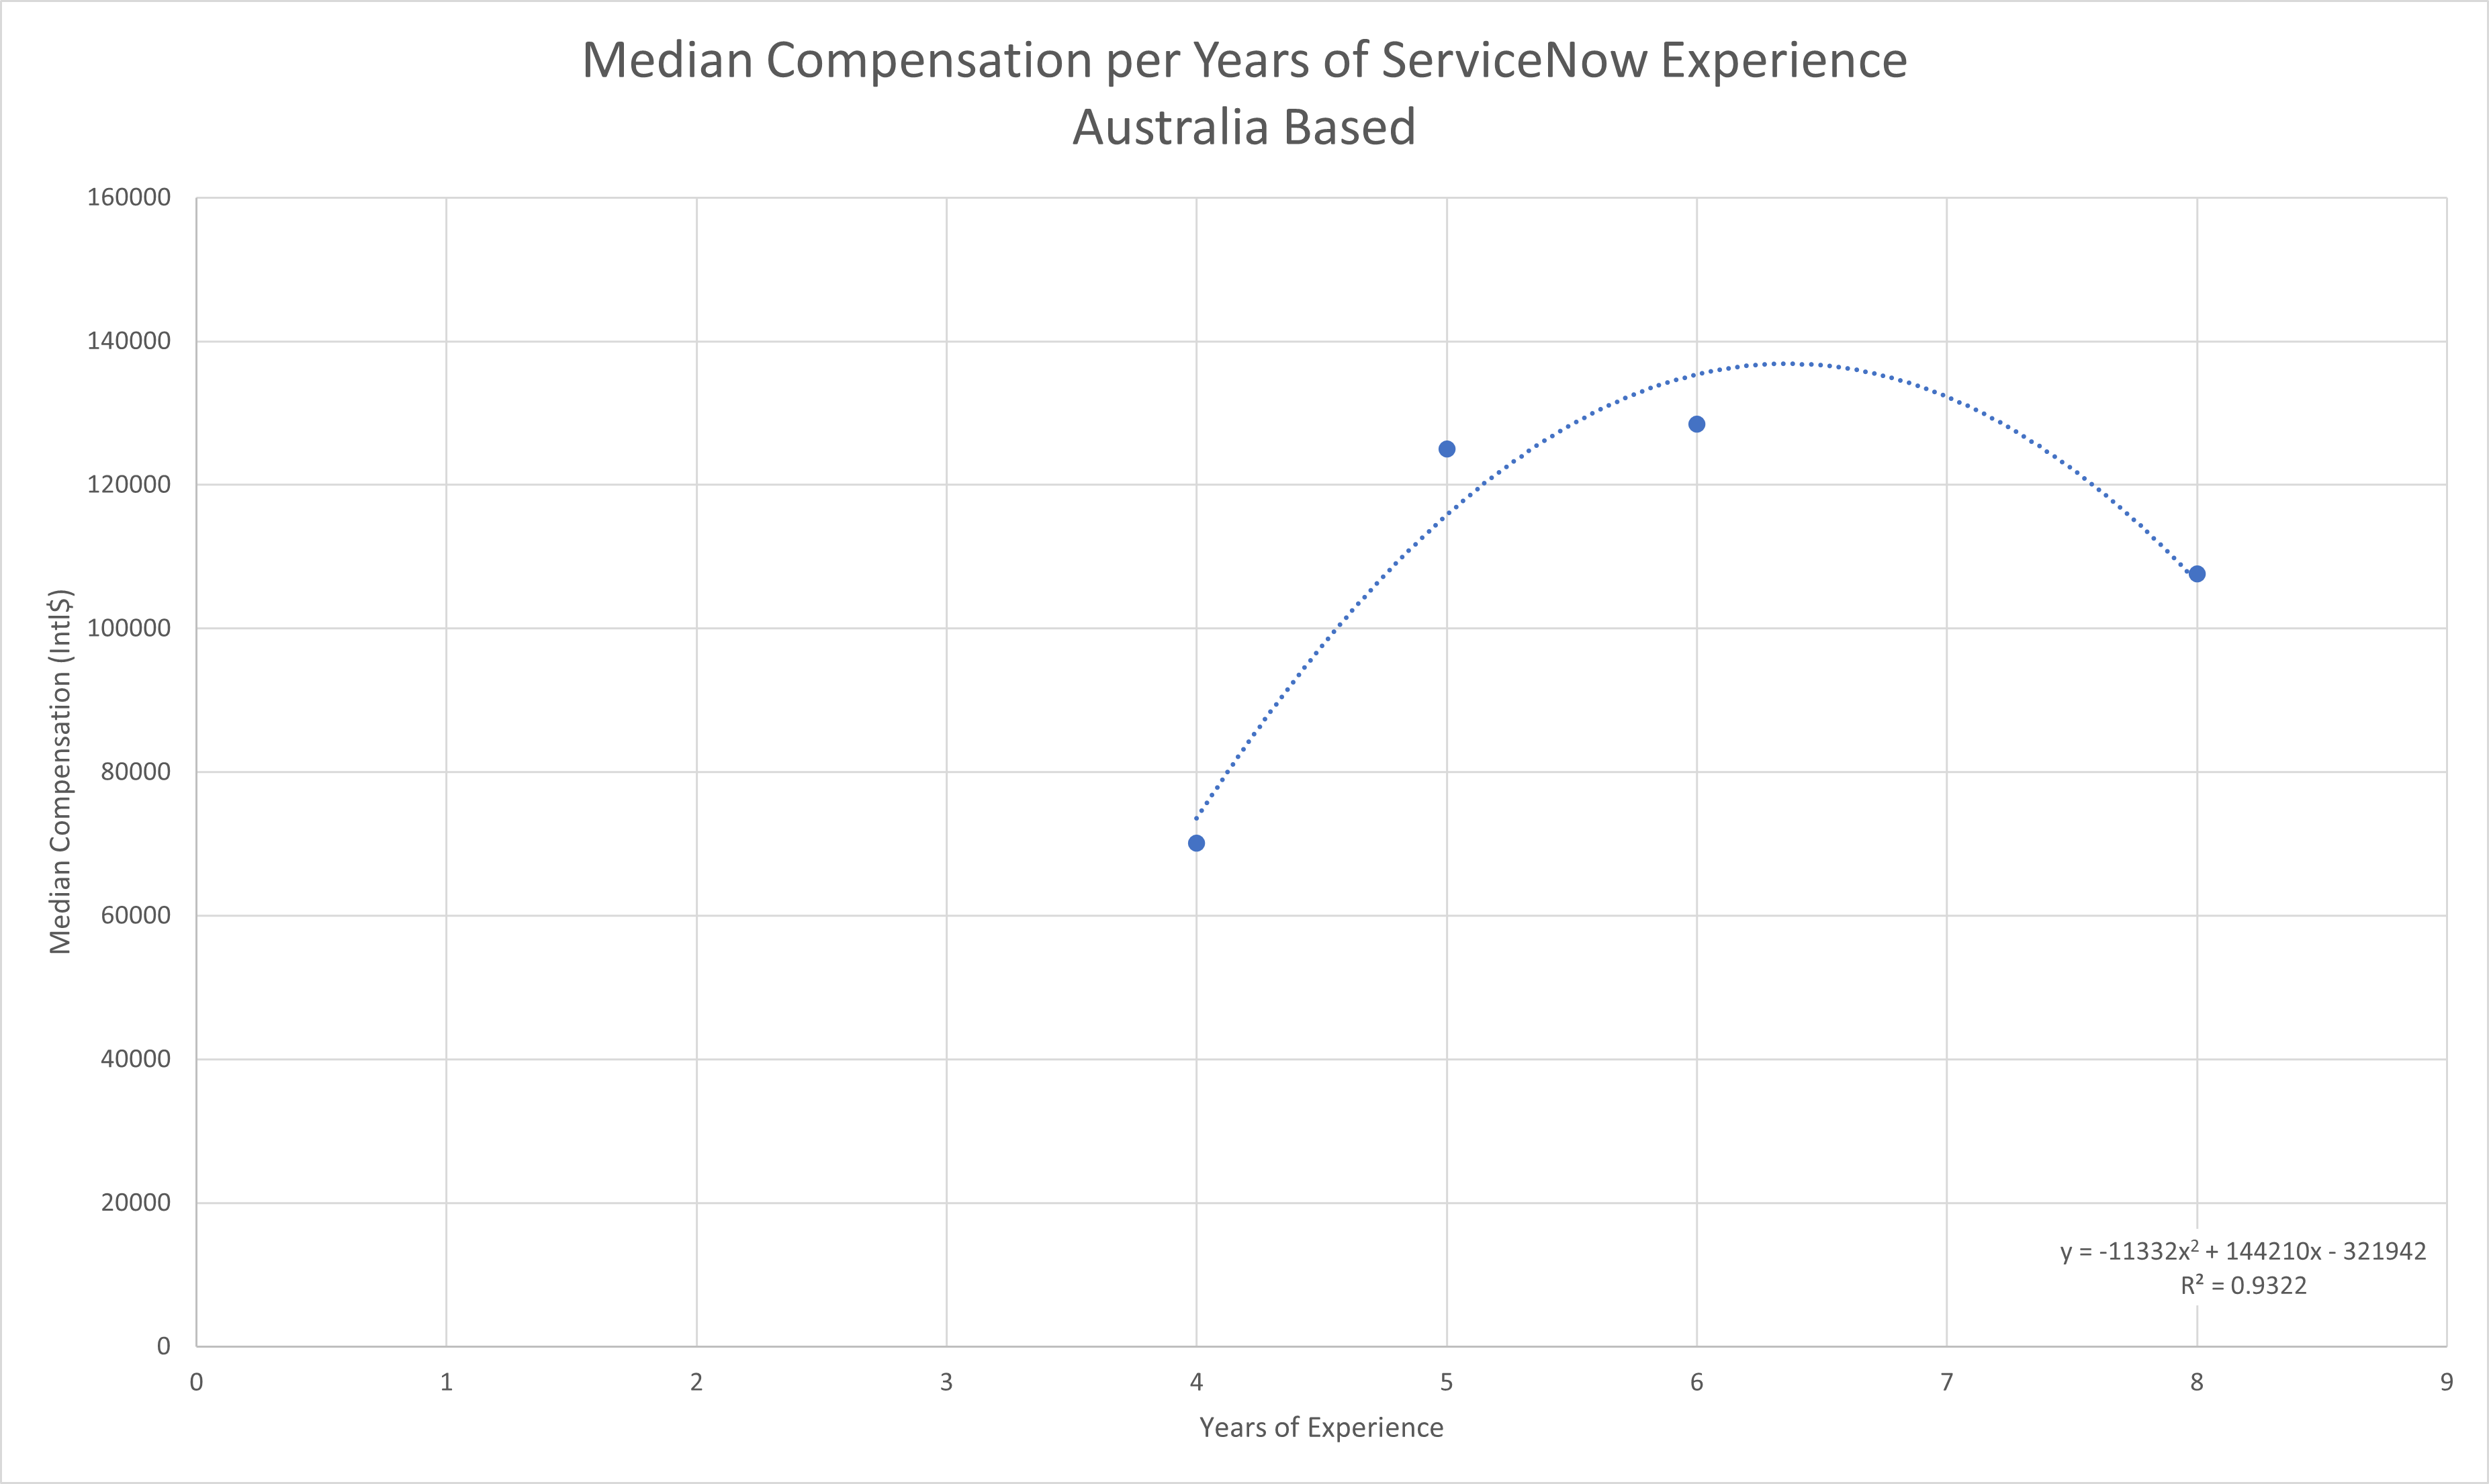 Median Compensation per Years of ServiceNow Experience
Australia Based
160000
140000
120000
100000
80000
60000
40000
20000
0
Median Compensation (Intl$)
y = -11332x² + 144210x - 321942
R² = 0.9322
0 1 2 3 4 5 6 7 8 9
Years of Experience